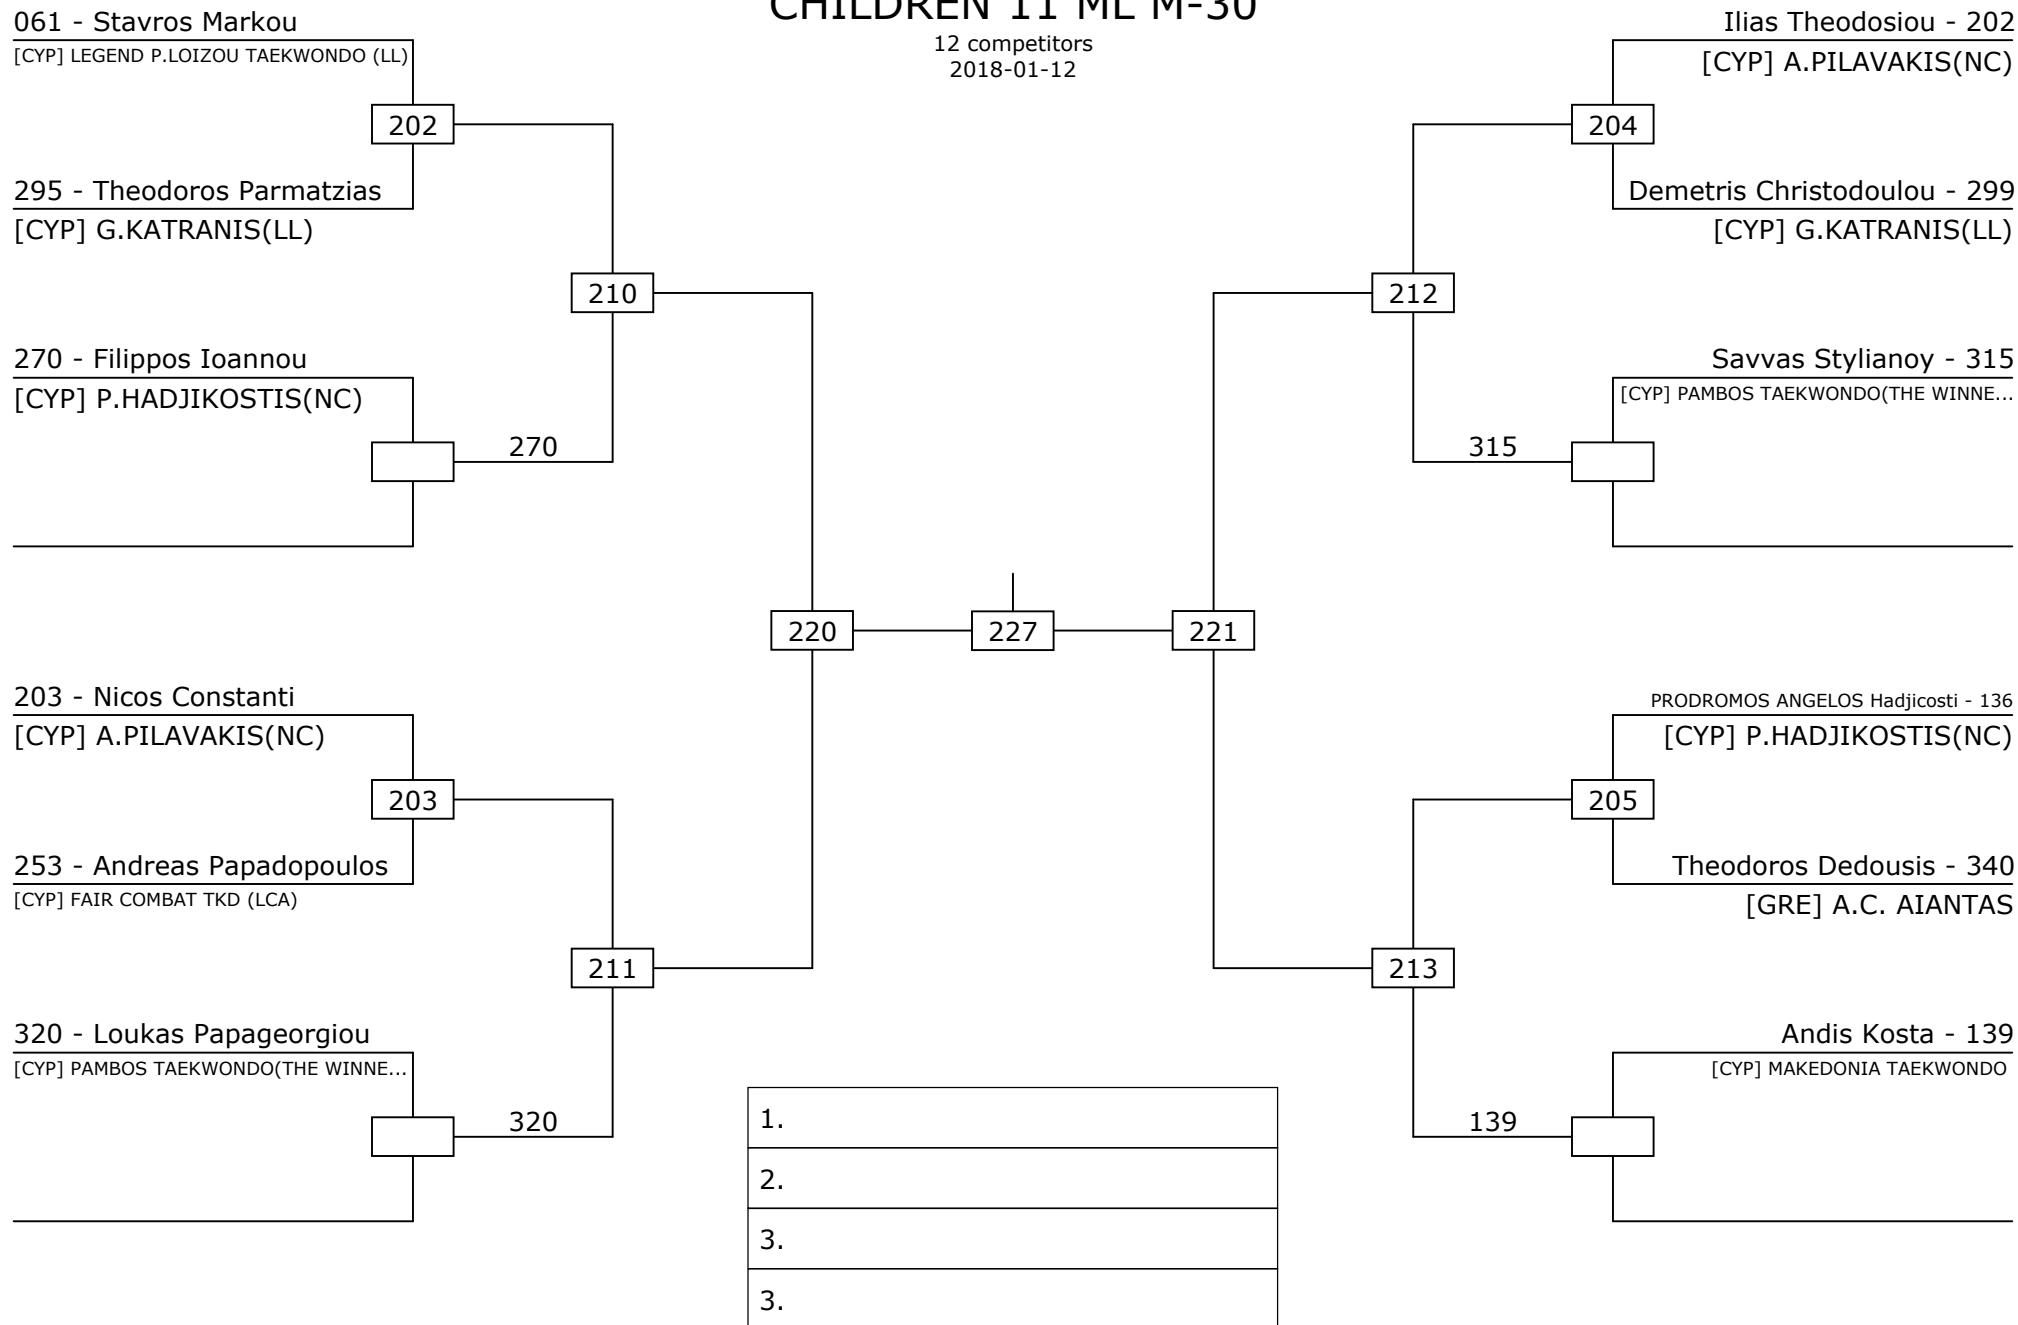 CHILDREN 11 ML M-30
12 competitors
2018-01-12
061 - Stavros Markou
[CYP] LEGEND P.LOIZOU TAEKWONDO (LL)
202
295 - Theodoros Parmatzias
[CYP] G.KATRANIS(LL)
210
270 - Filippos Ioannou
[CYP] P.HADJIKOSTIS(NC)
270
220
203 - Nicos Constanti
[CYP] A.PILAVAKIS(NC)
203
253 - Andreas Papadopoulos
[CYP] FAIR COMBAT TKD (LCA)
211
320 - Loukas Papageorgiou
[CYP] PAMBOS TAEKWONDO(THE WINNE...
320
227
Ilias Theodosiou - 202
[CYP] A.PILAVAKIS(NC)
204
Demetris Christodoulou - 299
[CYP] G.KATRANIS(LL)
212
Savvas Stylianoy - 315
[CYP] PAMBOS TAEKWONDO(THE WINNE...
315
221
PRODROMOS ANGELOS Hadjicosti - 136
[CYP] P.HADJIKOSTIS(NC)
205
Theodoros Dedousis - 340
[GRE] A.C. AIANTAS
213
Andis Kosta - 139
[CYP] MAKEDONIA TAEKWONDO
139
1.
2.
3.
3.